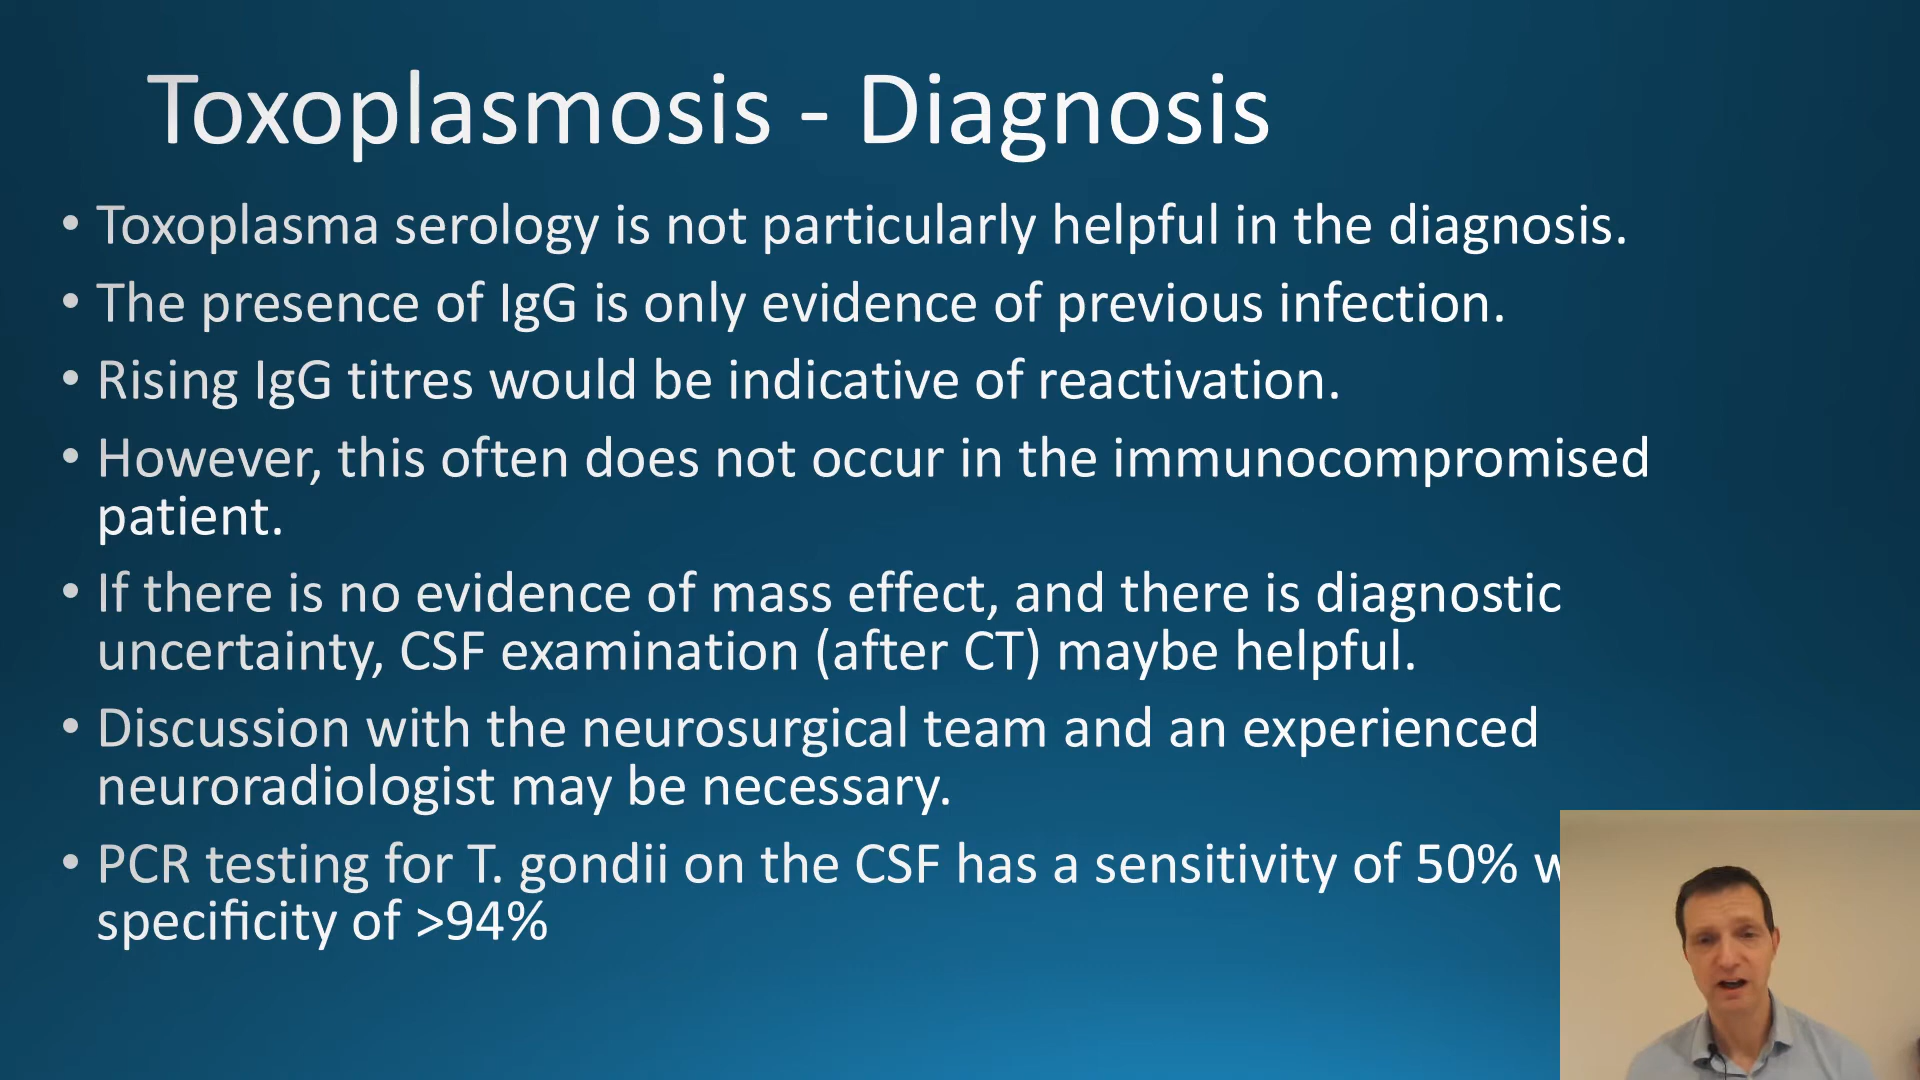 Toxoplasmosis - Diagnosis
• Toxoplasma serology is not particularly helpful in the diagnosis.
• The presence of IgG is only evidence of previous infection.
• Rising IgG titres would be indicative of reactivation.
• However, this often does not occur in the immunocompromised
patient.
• If there is no evidence of mass effect, and there is diagnostic
uncertainty, CSF examination (after CT) maybe helpful.
• Discussion with the neurosurgical team and an experienced
neuroradiologist may be necessary.
• PCR testing for T. gondii on the CSF has a sensitivity of 50%
specificity of >94%